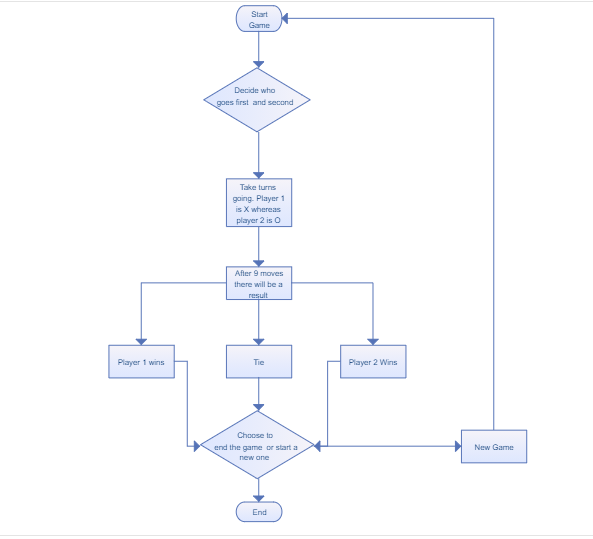 Start
Game
Decide who
goes first and second
Take turns
going. Player 1
is X whereas
player 2 is O
After 9 moves
there will be a
result
Player 1 wins
Tie
Player 2 Wins
Choose to
end the game or start a
new one
New Game
End